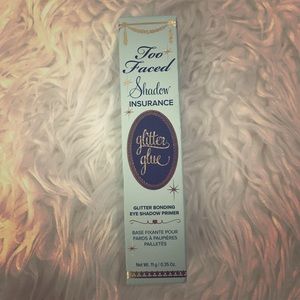 Too
Faced
Shadow
INSURANCE
glitter
glue
GLITTER BONDING
EYE SHADOW PRIMER
BASE FIXANTE POUR
FARDS À PAUPIÈRES
PAILLETÉS
Net Wt. 11 g / 0.35 Oz.